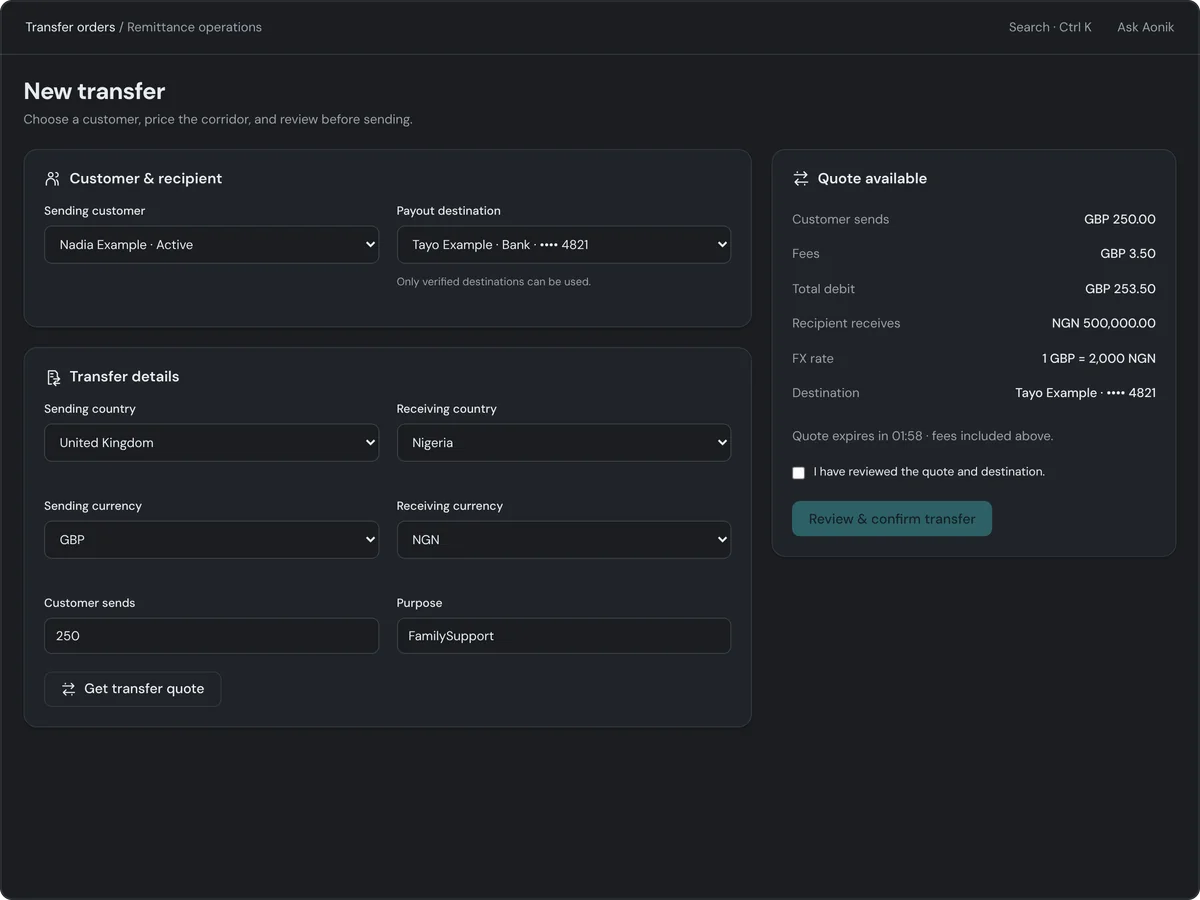 Transfer orders / Remittance operations
Search · Ctrl K
Ask Aonik
New transfer
Choose a customer, price the corridor, and review before sending.
Customer & recipient
Sending customer
Payout destination
Nadia Example · Active
Tayo Example · Bank · •••• 4821
Only verified destinations can be used.
Transfer details
Sending country
Receiving country
United Kingdom
Nigeria
Sending currency
Receiving currency
GBP
NGN
Customer sends
Purpose
250
FamilySupport
Get transfer quote
Quote available
Customer sends GBP 250.00
Fees GBP 3.50
Total debit GBP 253.50
Recipient receives NGN 500,000.00
FX rate 1 GBP = 2,000 NGN
Destination Tayo Example · •••• 4821
Quote expires in 01:58 · fees included above.
I have reviewed the quote and destination.
Review & confirm transfer